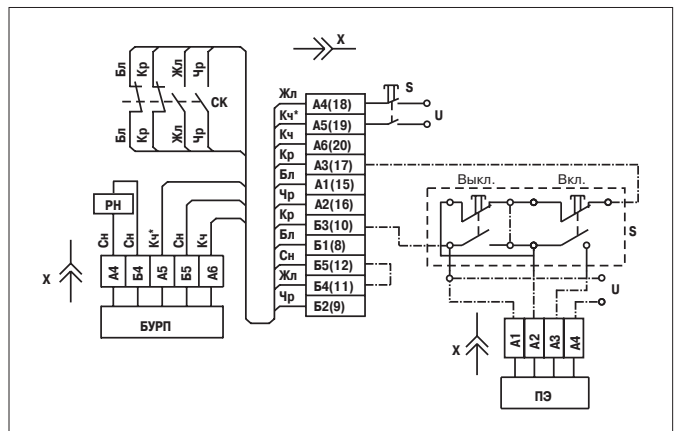 X
Бл
Кр
Жл
Чр
СК
Бл
Кр
Жл
Чр
Жл
Кч*
Кч
Кр
Бл
Чр
Кр
Бл
Сн
Жл
Чр
А4(18)
А5(19)
А6(20)
А3(17)
А1(15)
А2(16)
Б3(10)
Б1(8)
Б5(12)
Б4(11)
Б2(9)
S
U
Выкл.
Вкл.
S
U
РН
Сн
Сн
Кч*
Сн
Кч
X
А4
Б4
А5
Б5
А6
БУРП
X
А1
А2
А3
А4
ПЭ